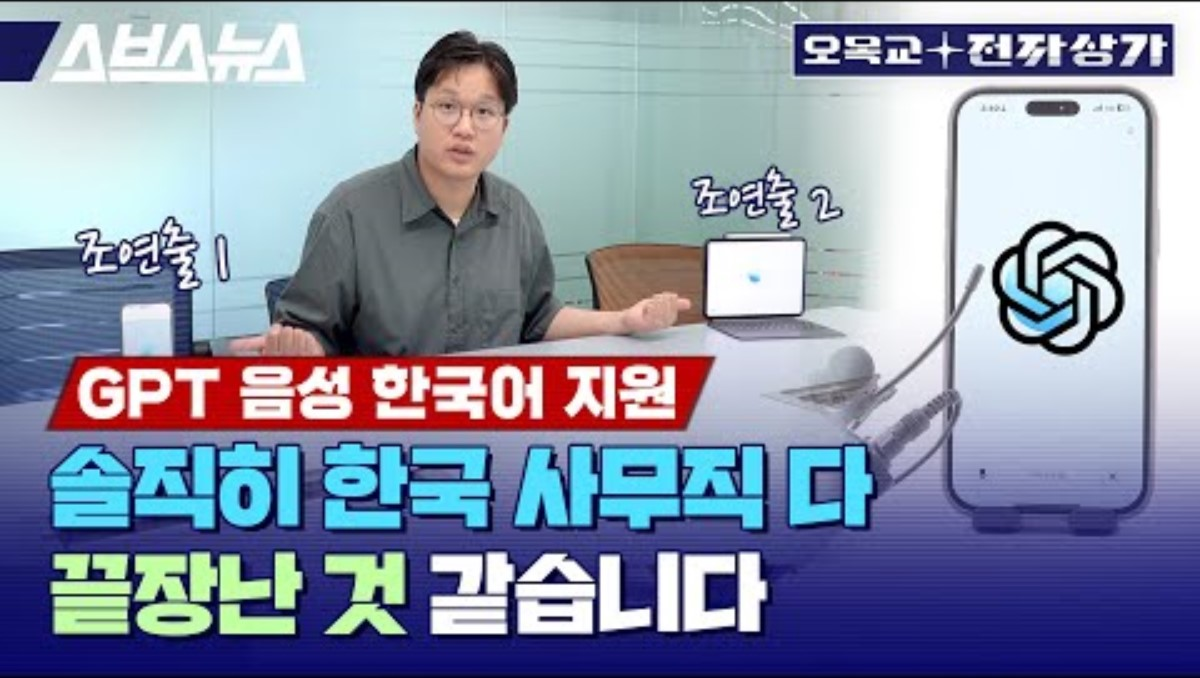 스브스뉴스
오목교+전자상가
조연출 1
조연출 2
GPT 음성 한국어 지원
솔직히 한국 사무직 다
끝장난 것 같습니다